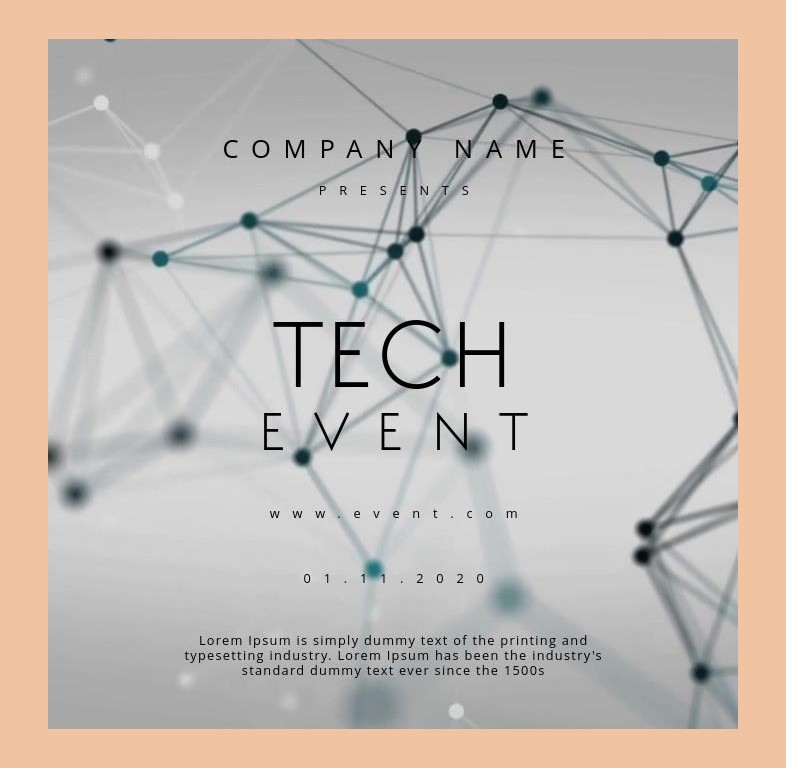 COMPANY NAME
PRESENTS
TECH
EVENT
www.event.com
01.11.2020
Lorem Ipsum is simply dummy text of the printing and
typesetting industry. Lorem Ipsum has been the industry's
standard dummy text ever since the 1500s